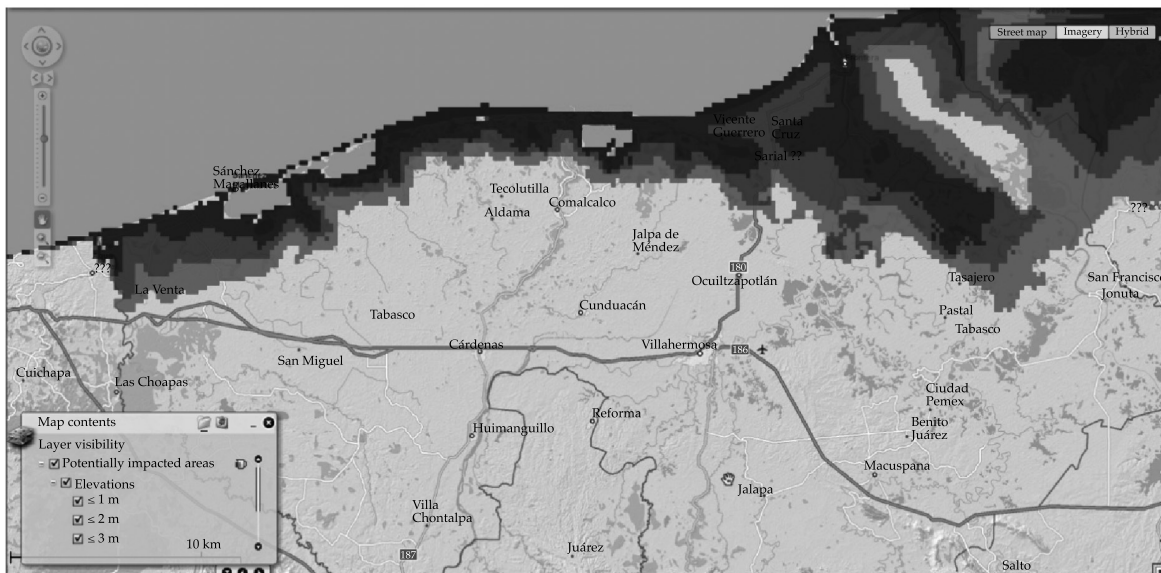 Street map Imagery Hybrid
Vicente
Guerrero
Santa
Cruz
Sarial ??
Sánchez
Magallanes
Tecolutilla
Comalcalco
Aldama
???
Jalpa de
Méndez
???
180
Ocuiltzapotlán
Tasajero
San Francisco
Jonuta
La Venta
Tabasco
Cunduacán
Pastal
Tabasco
Cárdenas
Villahermosa
186
San Miguel
Cuichapa
Las Choapas
Ciudad
Pemex
Benito
Juárez
Reforma
Huimanguillo
Macuspana
Jalapa
Villa
Chontalpa
187
Juárez
Salto
Map contents
Layer visibility
Potentially impacted areas
Elevations
≤ 1 m
≤ 2 m
≤ 3 m
10 km